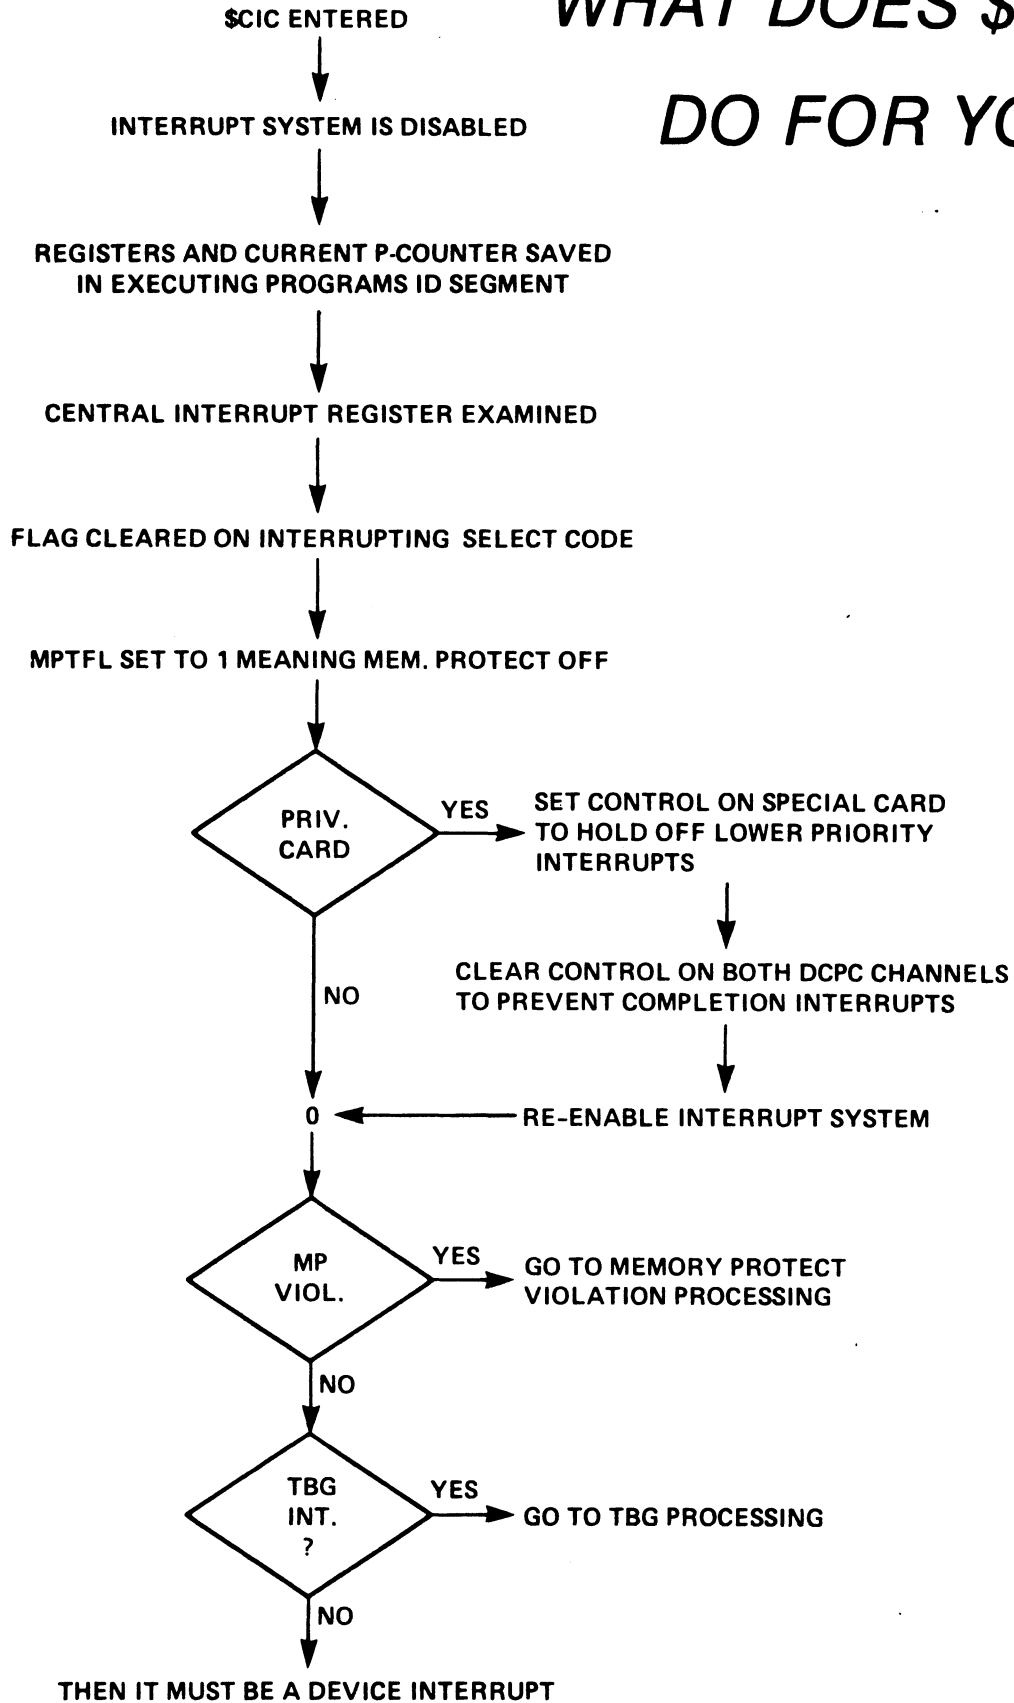 WHAT DOES $
DO FOR YO
$CIC ENTERED
INTERRUPT SYSTEM IS DISABLED
REGISTERS AND CURRENT P-COUNTER SAVED
IN EXECUTING PROGRAMS ID SEGMENT
CENTRAL INTERRUPT REGISTER EXAMINED
FLAG CLEARED ON INTERRUPTING SELECT CODE
MPTFL SET TO 1 MEANING MEM. PROTECT OFF
PRIV.
CARD
YES
SET CONTROL ON SPECIAL CARD
TO HOLD OFF LOWER PRIORITY
INTERRUPTS
CLEAR CONTROL ON BOTH DCPC CHANNELS
TO PREVENT COMPLETION INTERRUPTS
NO
0
RE-ENABLE INTERRUPT SYSTEM
MP
VIOL.
YES
GO TO MEMORY PROTECT
VIOLATION PROCESSING
NO
TBG
INT.
?
YES
GO TO TBG PROCESSING
NO
THEN IT MUST BE A DEVICE INTERRUPT